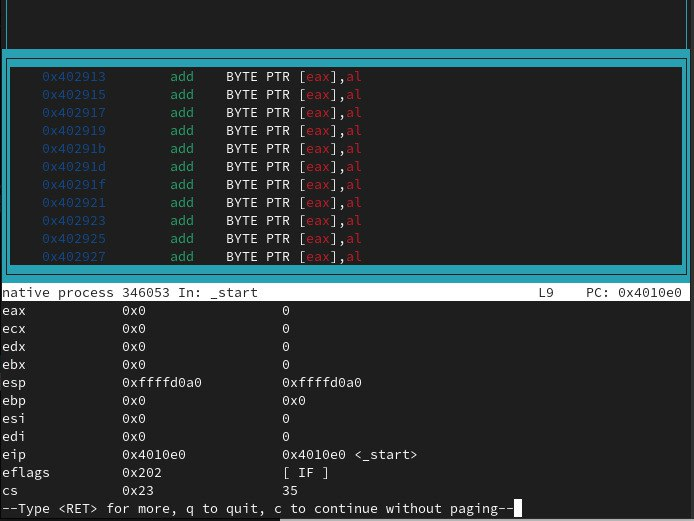 0x402913 add BYTE PTR [eax],al
0x402915 add BYTE PTR [eax],al
0x402917 add BYTE PTR [eax],al
0x402919 add BYTE PTR [eax],al
0x40291b add BYTE PTR [eax],al
0x40291d add BYTE PTR [eax],al
0x40291f add BYTE PTR [eax],al
0x402921 add BYTE PTR [eax],al
0x402923 add BYTE PTR [eax],al
0x402925 add BYTE PTR [eax],al
0x402927 add BYTE PTR [eax],al
native process 346053 In: _start L9 PC: 0x4010e0
eax 0x0 0
ecx 0x0 0
edx 0x0 0
ebx 0x0 0
esp 0xffffd0a0 0xffffd0a0
ebp 0x0 0x0
esi 0x0 0
edi 0x0 0
eip 0x4010e0 0x4010e0 <_start>
eflags 0x202 [ IF ]
cs 0x23 35
--Type <RET> for more, q to quit, c to continue without paging--